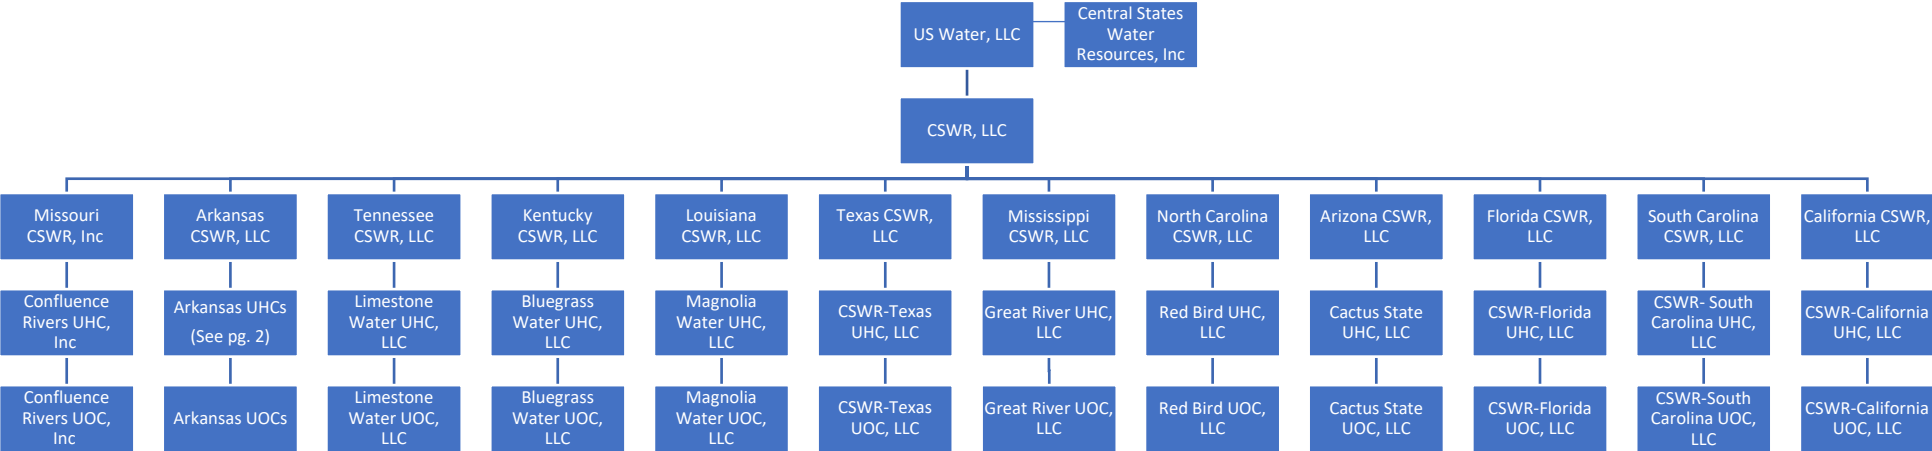 US Water, LLC
Central States
Water
Resources, Inc
CSWR, LLC
Missouri
CSWR, Inc
Arkansas
CSWR, LLC
Tennessee
CSWR, LLC
Kentucky
CSWR, LLC
Louisiana
CSWR, LLC
Texas CSWR,
LLC
Mississippi
CSWR, LLC
North Carolina
CSWR, LLC
Arizona CSWR,
LLC
Florida CSWR,
LLC
South Carolina
CSWR, LLC
California CSWR,
LLC
Confluence
Rivers UHC,
Inc
Arkansas UHCs
(See pg. 2)
Limestone
Water UHC,
LLC
Bluegrass
Water UHC,
LLC
Magnolia
Water UHC,
LLC
CSWR-Texas
UHC, LLC
Great River UHC,
LLC
Red Bird UHC,
LLC
Cactus State
UHC, LLC
CSWR-Florida
UHC, LLC
CSWR- South
Carolina UHC,
LLC
CSWR-California
UHC, LLC
Confluence
Rivers UOC,
Inc
Arkansas UOCs
Limestone
Water UOC,
LLC
Bluegrass
Water UOC,
LLC
Magnolia
Water UOC,
LLC
CSWR-Texas
UOC, LLC
Great River UOC,
LLC
Red Bird UOC,
LLC
Cactus State
UOC, LLC
CSWR-Florida
UOC, LLC
CSWR-South
Carolina UOC,
LLC
CSWR-California
UOC, LLC